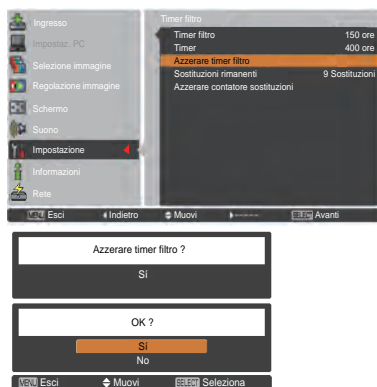 Ingresso
Impostaz. PC
Selezione immagine
Regolazione immagine
Schermo
Suono
Impostazione
Informazioni
Rete
Timer filtro
Timer filtro 150 ore
Timer 400 ore
Azzerare timer filtro
Sostituzioni rimanenti 9 Sostituzioni
Azzerare contatore sostituzioni
MENU Esci Indietro Muovi ------- SELECT Avanti
Azzerare timer filtro ?
Sí
OK ?
Sí
No
MENU Esci Muovi SELECT Seleziona